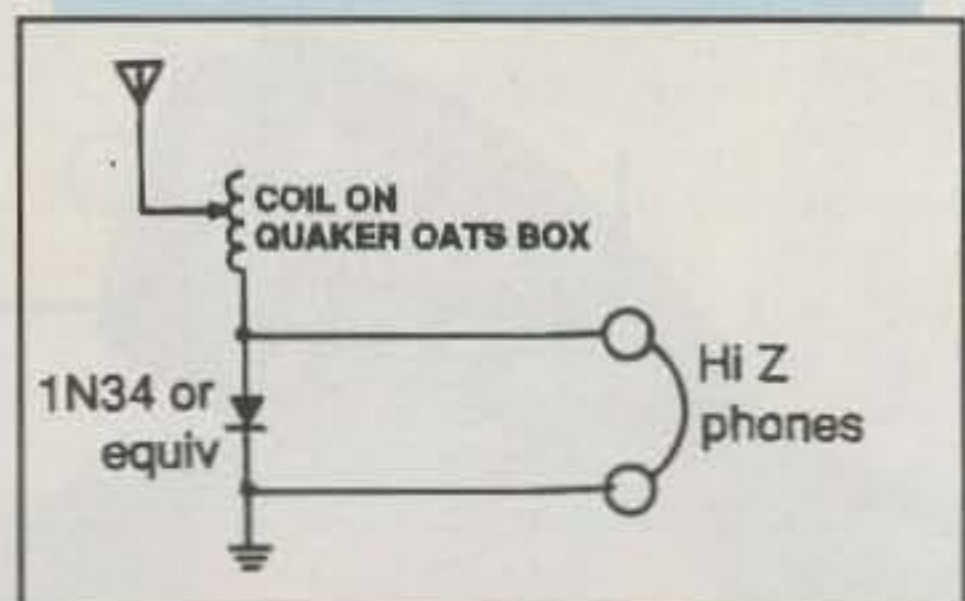 COIL ON
QUAKER OATS BOX
1N34 or
equiv
Hi Z
phones